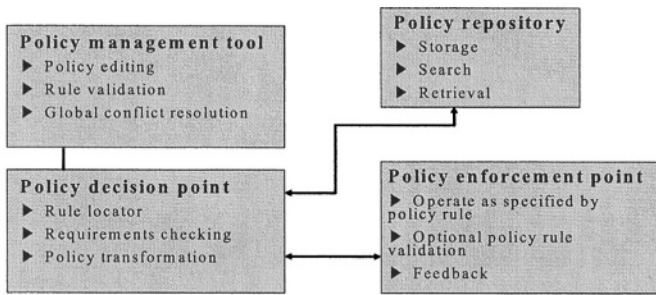 Policy management tool
▶ Policy editing
▶ Rule validation
▶ Global conflict resolution
Policy repository
▶ Storage
▶ Search
▶ Retrieval
Policy decision point
▶ Rule locator
▶ Requirements checking
▶ Policy transformation
Policy enforcement point
▶ Operate as specified by
policy rule
▶ Optional policy rule
validation
▶ Feedback